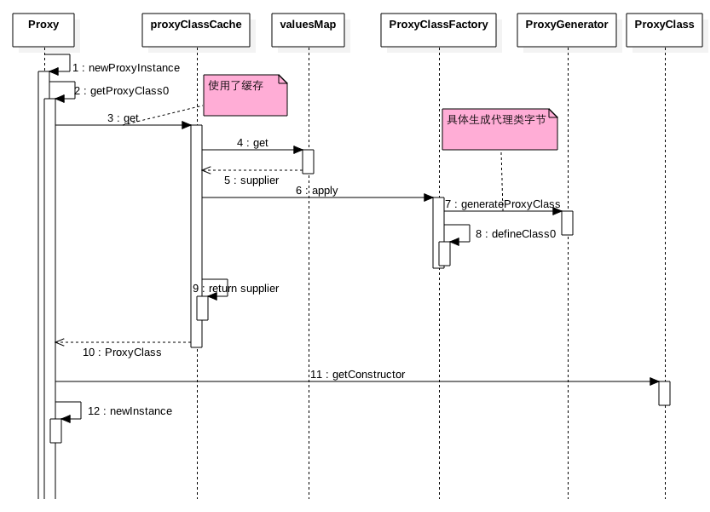 Proxy
proxyClassCache
valuesMap
ProxyClassFactory
ProxyGenerator
ProxyClass
1 : newProxyInstance
2 : getProxyClass0
使用了缓存
3 : get
具体生成代理类字节
4 : get
5 : supplier
6 : apply
7 : generateProxyClass
8 : defineClass0
9 : return supplier
10 : ProxyClass
11 : getConstructor
12 : newInstance